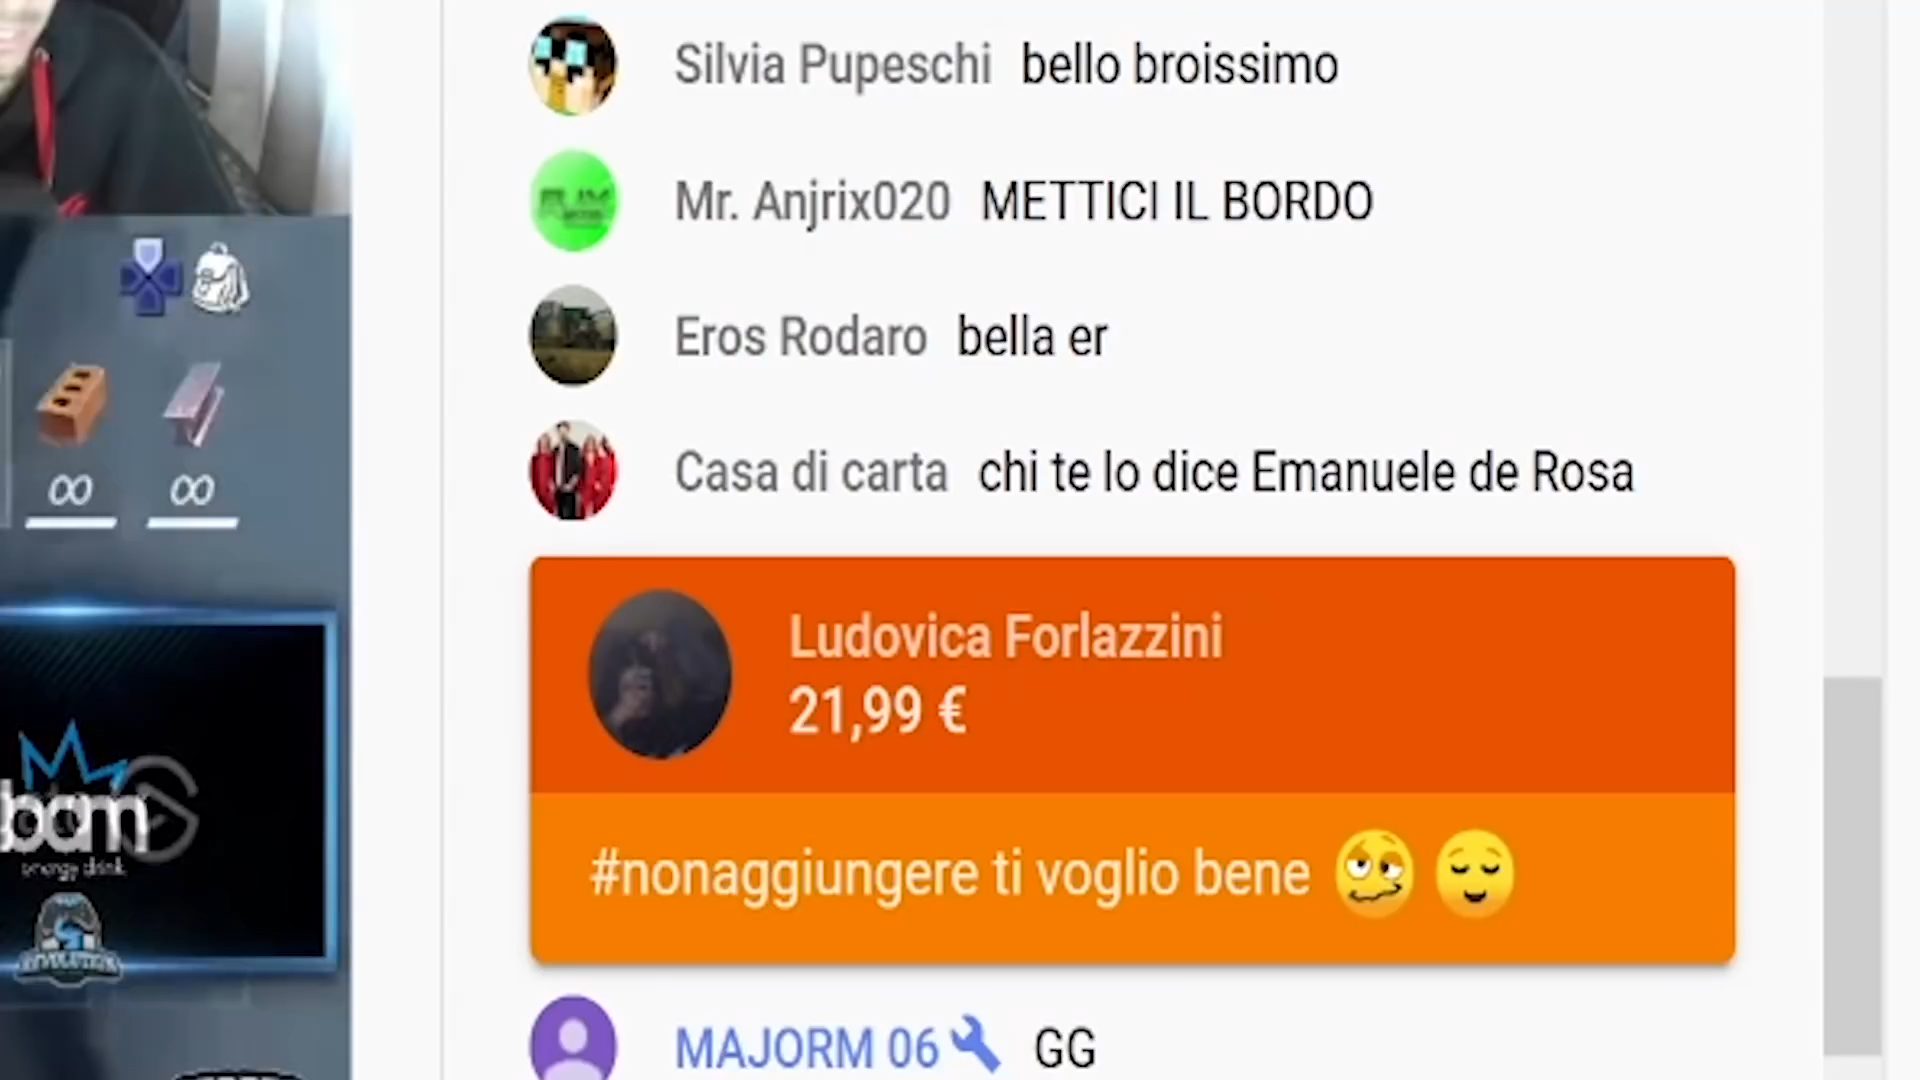 Silvia Pupeschi bello broissimo
Mr. Anjrix020 METTICI IL BORDO
Eros Rodaro bella er
Casa di carta chi te lo dice Emanuele de Rosa
∞ ∞
Ludovica Forlazzini
21,99 €
#nonaggiungere ti voglio bene
bam
energy drink
REVOLUTION
MAJORM 06 GG